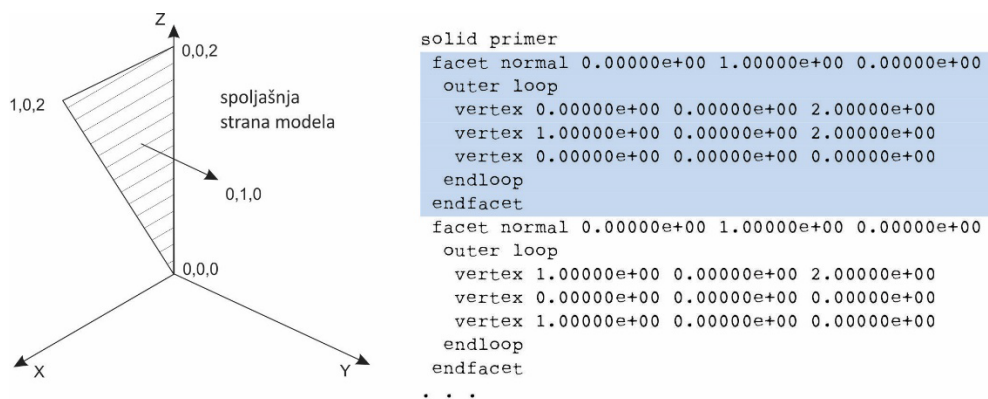 Z
0,0,2
1,0,2
spoljašnja
strana modela
0,1,0
0,0,0
X
Y
solid primer
facet normal 0.00000e+00 1.00000e+00 0.00000e+00
outer loop
vertex 0.00000e+00 0.00000e+00 2.00000e+00
vertex 1.00000e+00 0.00000e+00 2.00000e+00
vertex 0.00000e+00 0.00000e+00 0.00000e+00
endloop
endfacet
facet normal 0.00000e+00 1.00000e+00 0.00000e+00
outer loop
vertex 1.00000e+00 0.00000e+00 2.00000e+00
vertex 0.00000e+00 0.00000e+00 0.00000e+00
vertex 1.00000e+00 0.00000e+00 0.00000e+00
endloop
endfacet
. . .